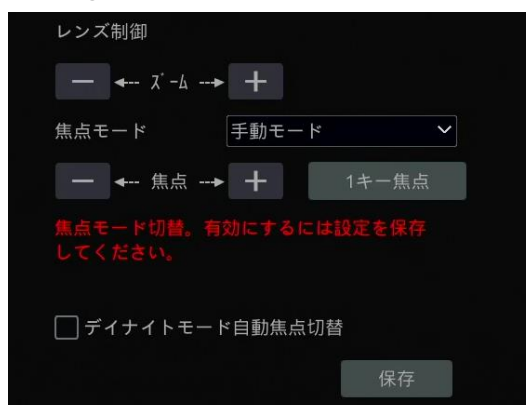 レンズ制御
− ←-- ｽﾞｰﾑ --→ +
焦点モード 手動モード
− ←-- 焦点 --→ + 1キー焦点
焦点モード切替。有効にするには設定を保存
してください。
デイナイトモード自動焦点切替
保存